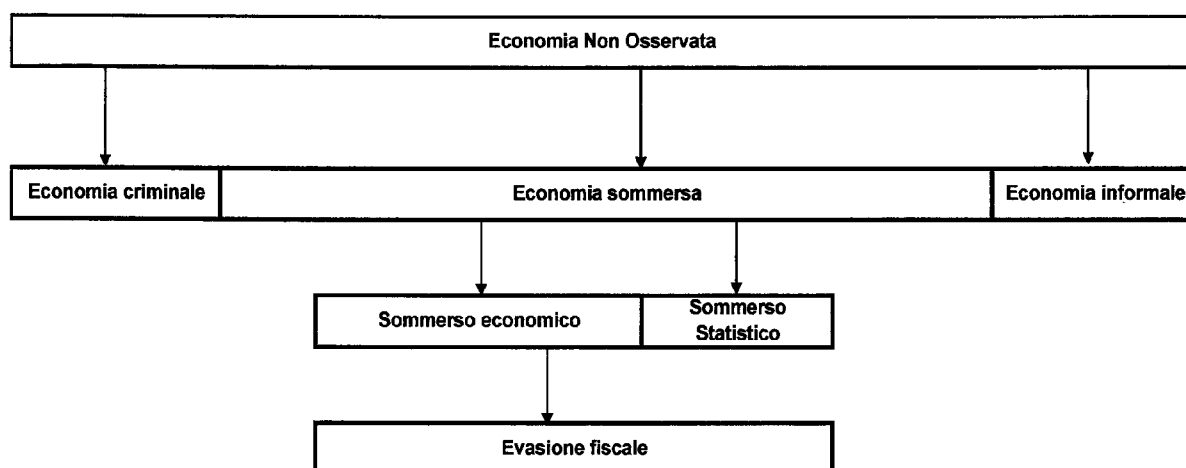 Economia Non Osservata
Economia criminale
Economia sommersa
Economia informale
Sommerso economico
Sommerso
Statistico
Evasione fiscale